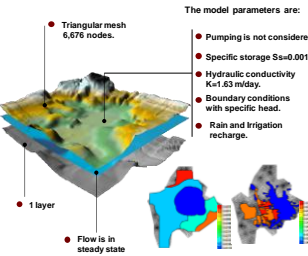 The model parameters are:
Triangular mesh
6,676 nodes.
Pumping is not considere
Specific storage Ss=0.001
Hydraulic conductivity
K=1.63 m/day.
Boundary conditions
with specific head.
Rain and Irrigation
recharge.
1 layer
Flow is in
steady state